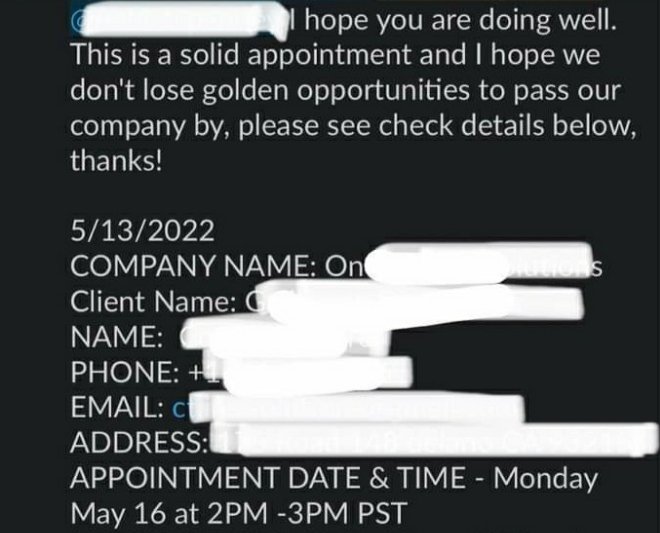 I hope you are doing well.
This is a solid appointment and I hope we
don't lose golden opportunities to pass our
company by, please see check details below,
thanks!
5/13/2022
COMPANY NAME: On
Client Name: G
NAME:
PHONE: +1
EMAIL: ct
ADDRESS:
APPOINTMENT DATE & TIME - Monday
May 16 at 2PM -3PM PST